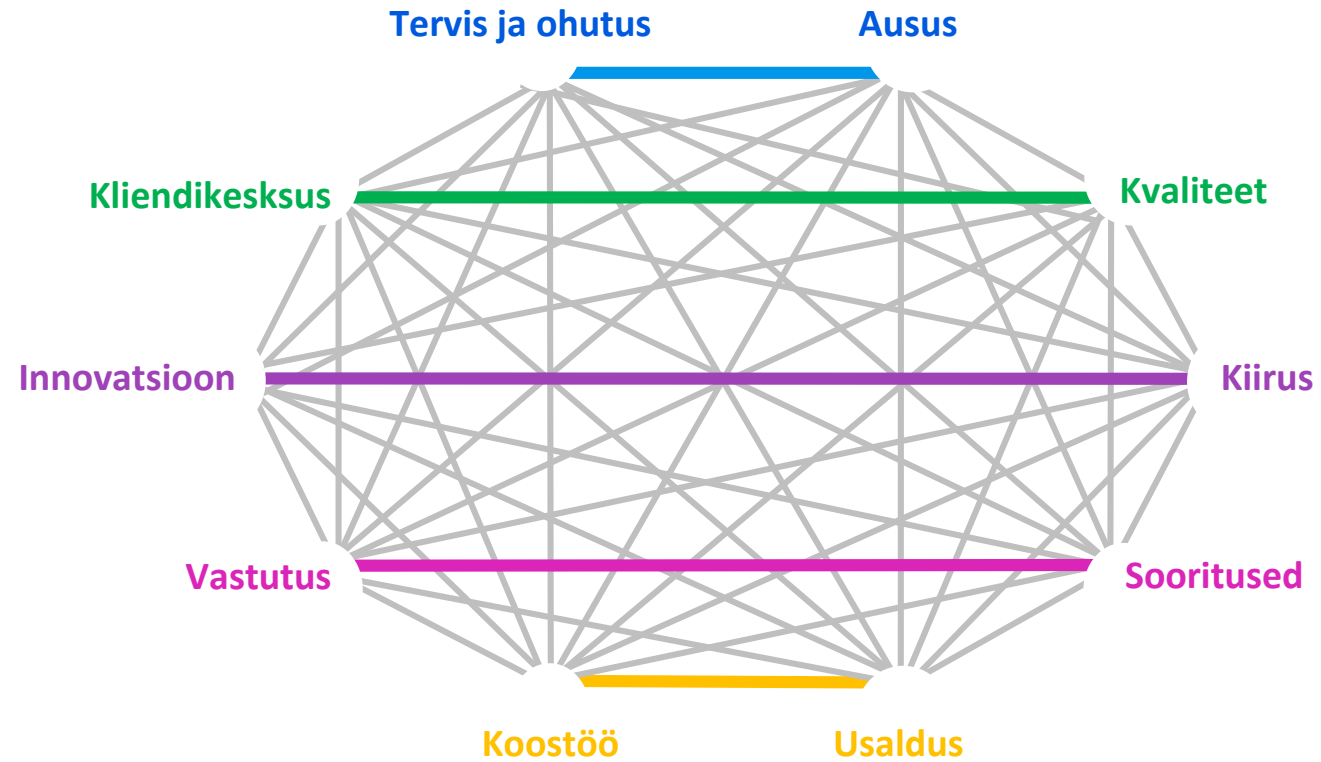 Tervis ja ohutus
Ausus
Kliendikesksus
Kvaliteet
Innovatsioon
Kiirus
Vastutus
Sooritused
Koostöö
Usaldus